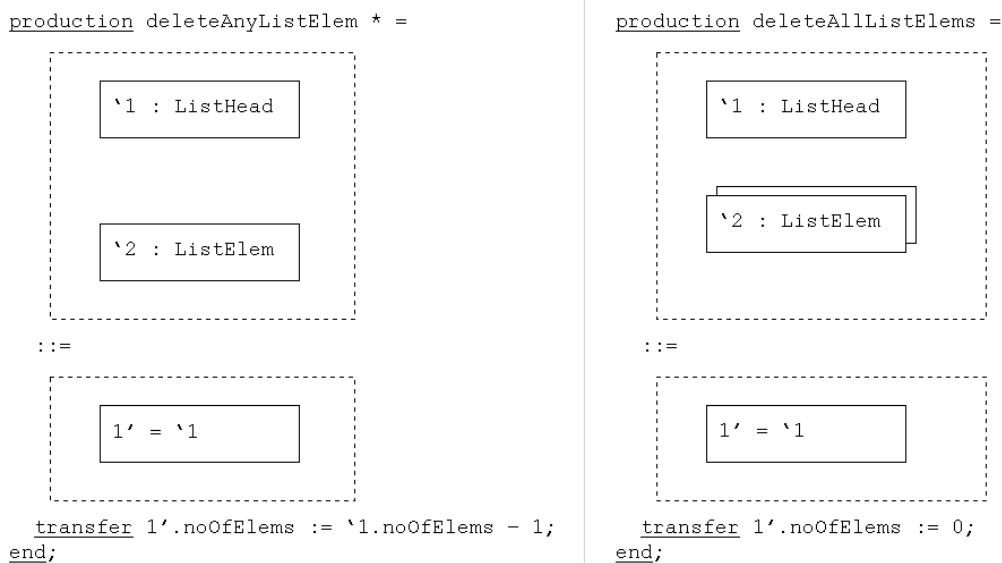 production deleteAnyListElem * =
‵1 : ListHead
‵2 : ListElem
::=
1′ = ‵1
transfer 1′.noOfElems := ‵1.noOfElems - 1;
end;
production deleteAllListElems =
‵1 : ListHead
‵2 : ListElem
::=
1′ = ‵1
transfer 1′.noOfElems := 0;
end;